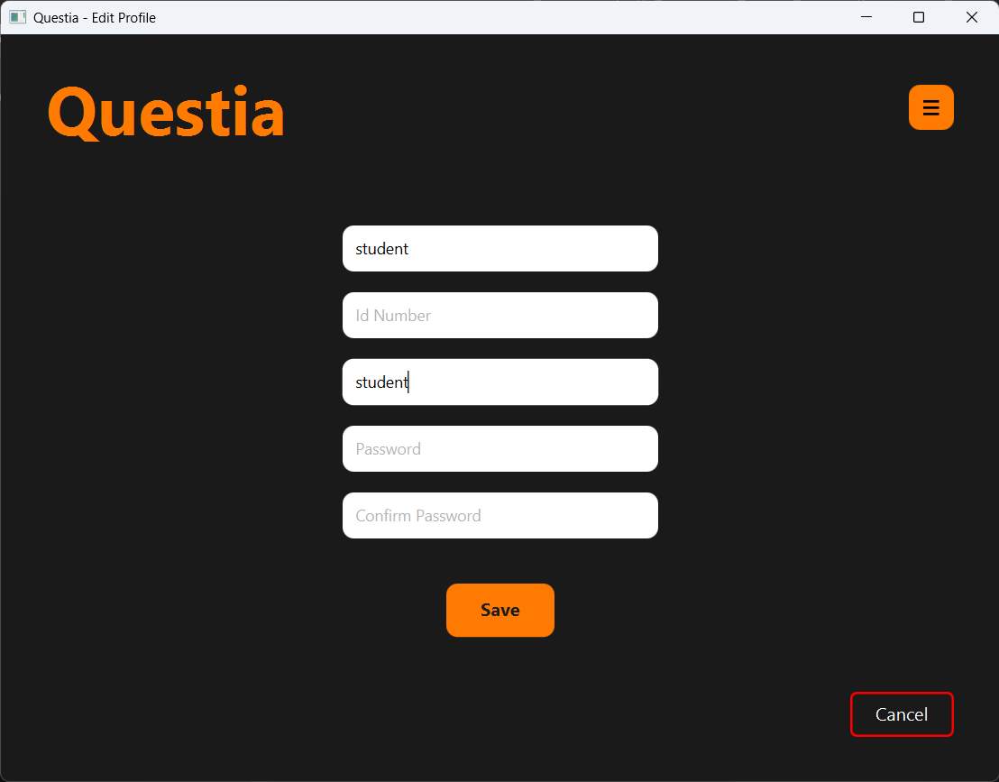 Questia - Edit Profile
Questia
student
Id Number
student
Password
Confirm Password
Save
Cancel